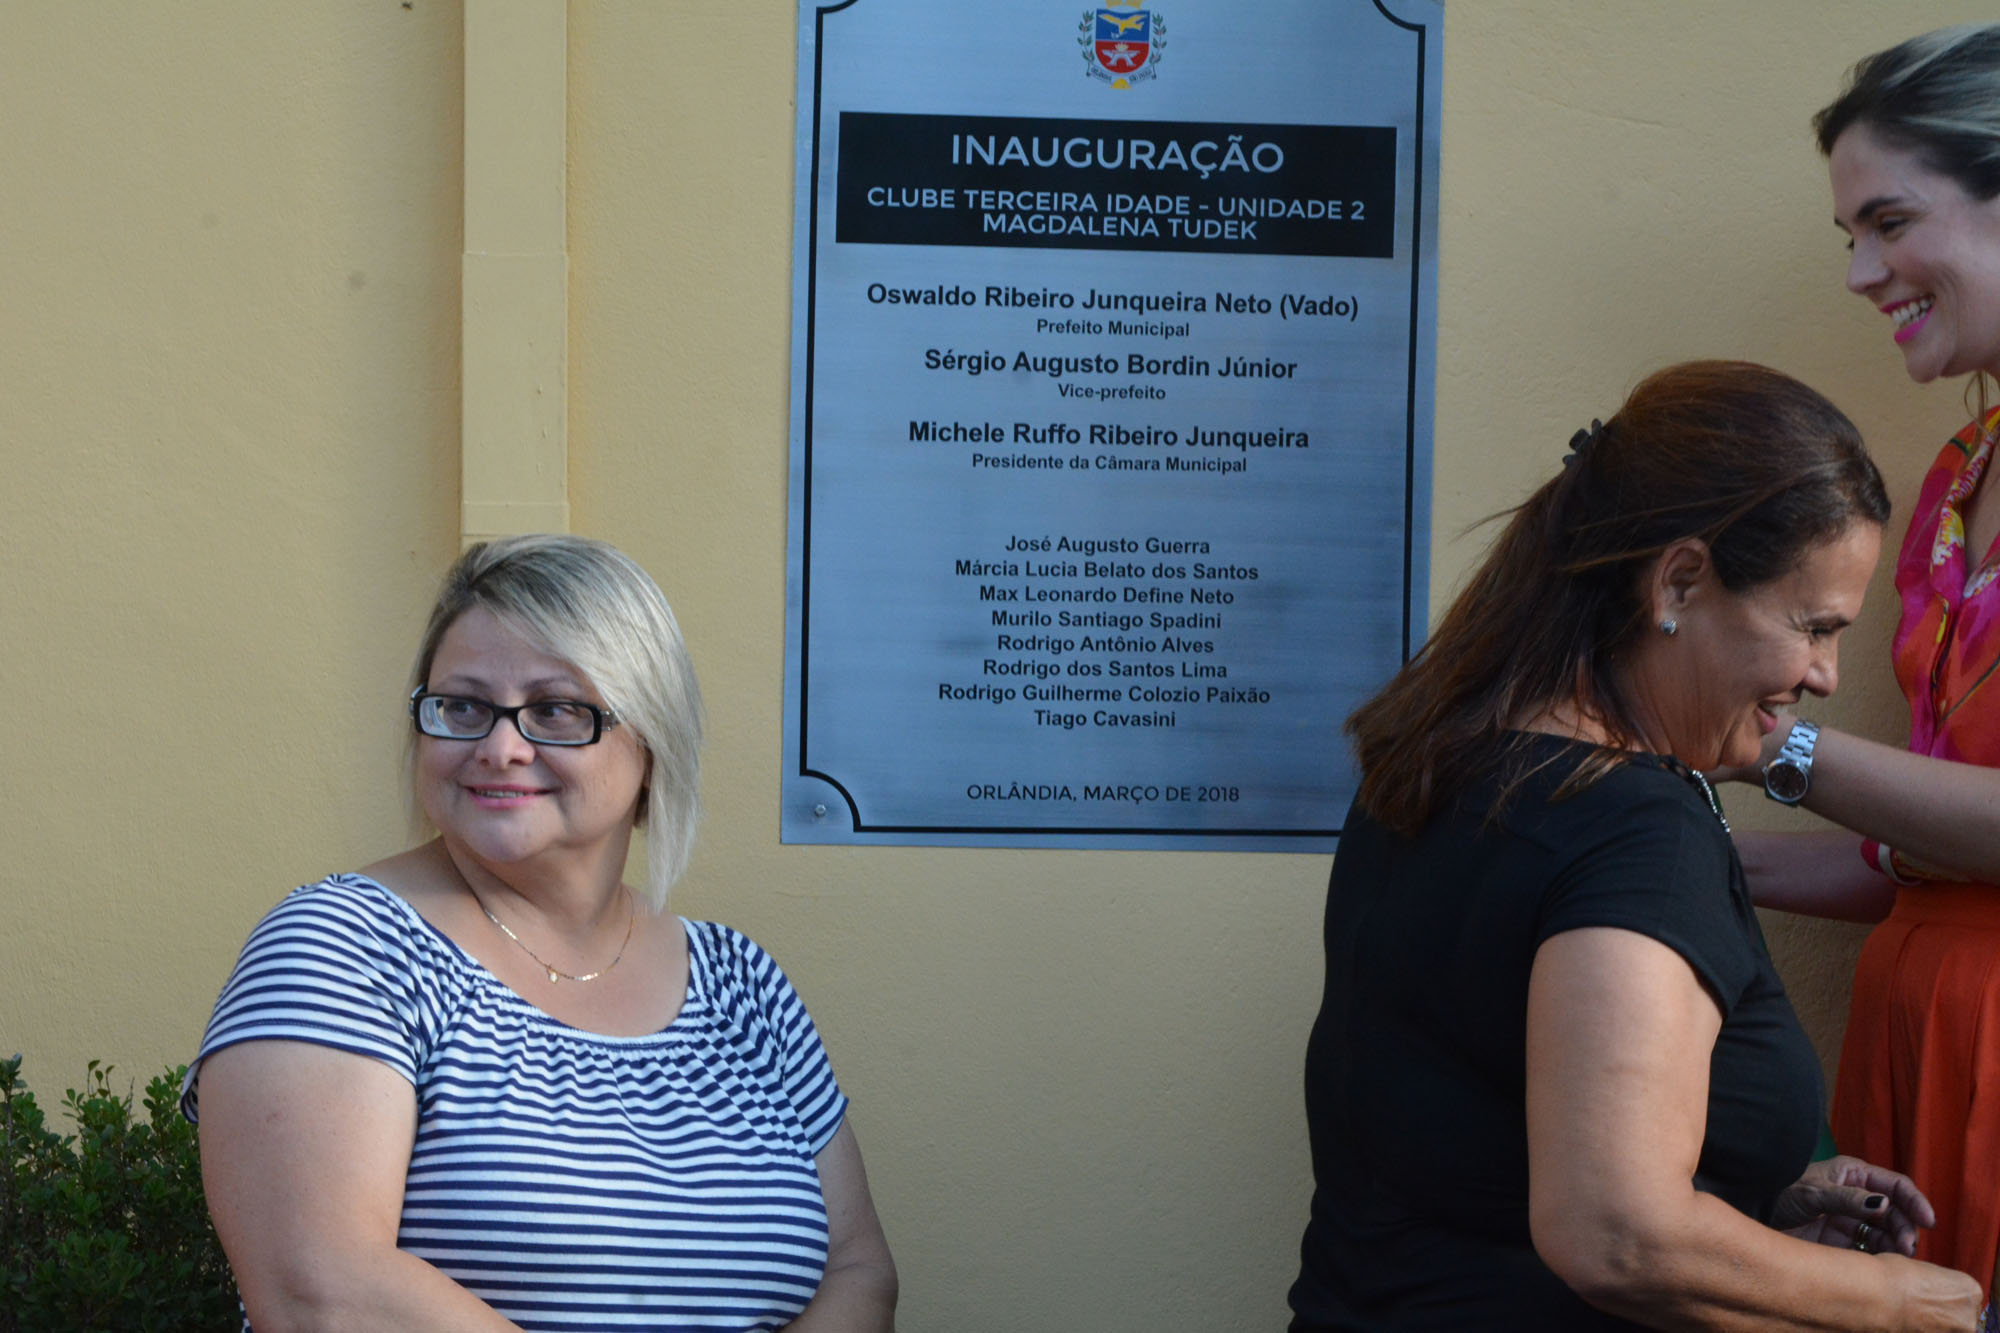 INAUGURAÇÃO
CLUBE TERCEIRA IDADE - UNIDADE 2
MAGDALENA TUDEK
Oswaldo Ribeiro Junqueira Neto (Vado)
Prefeito Municipal
Sérgio Augusto Bordin Júnior
Vice-prefeito
Michele Ruffo Ribeiro Junqueira
Presidente da Câmara Municipal
José Augusto Guerra
Márcia Lucia Belato dos Santos
Max Leonardo Define Neto
Murilo Santiago Spadini
Rodrigo Antônio Alves
Rodrigo dos Santos Lima
Rodrigo Guilherme Colozio Paixão
Tiago Cavasini
ORLÂNDIA, MARÇO DE 2018